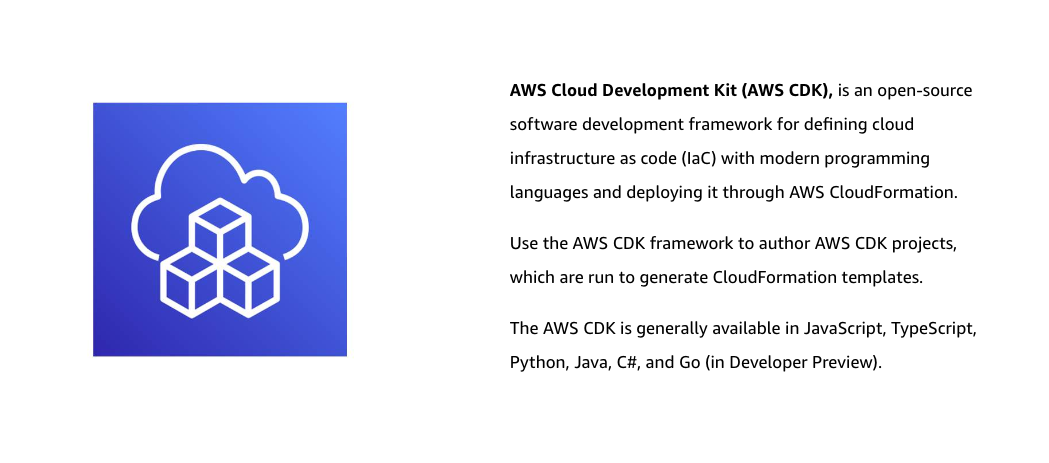 AWS Cloud Development Kit (AWS CDK), is an open-source
software development framework for defining cloud
infrastructure as code (IaC) with modern programming
languages and deploying it through AWS CloudFormation.
Use the AWS CDK framework to author AWS CDK projects,
which are run to generate CloudFormation templates.
The AWS CDK is generally available in JavaScript, TypeScript,
Python, Java, C#, and Go (in Developer Preview).